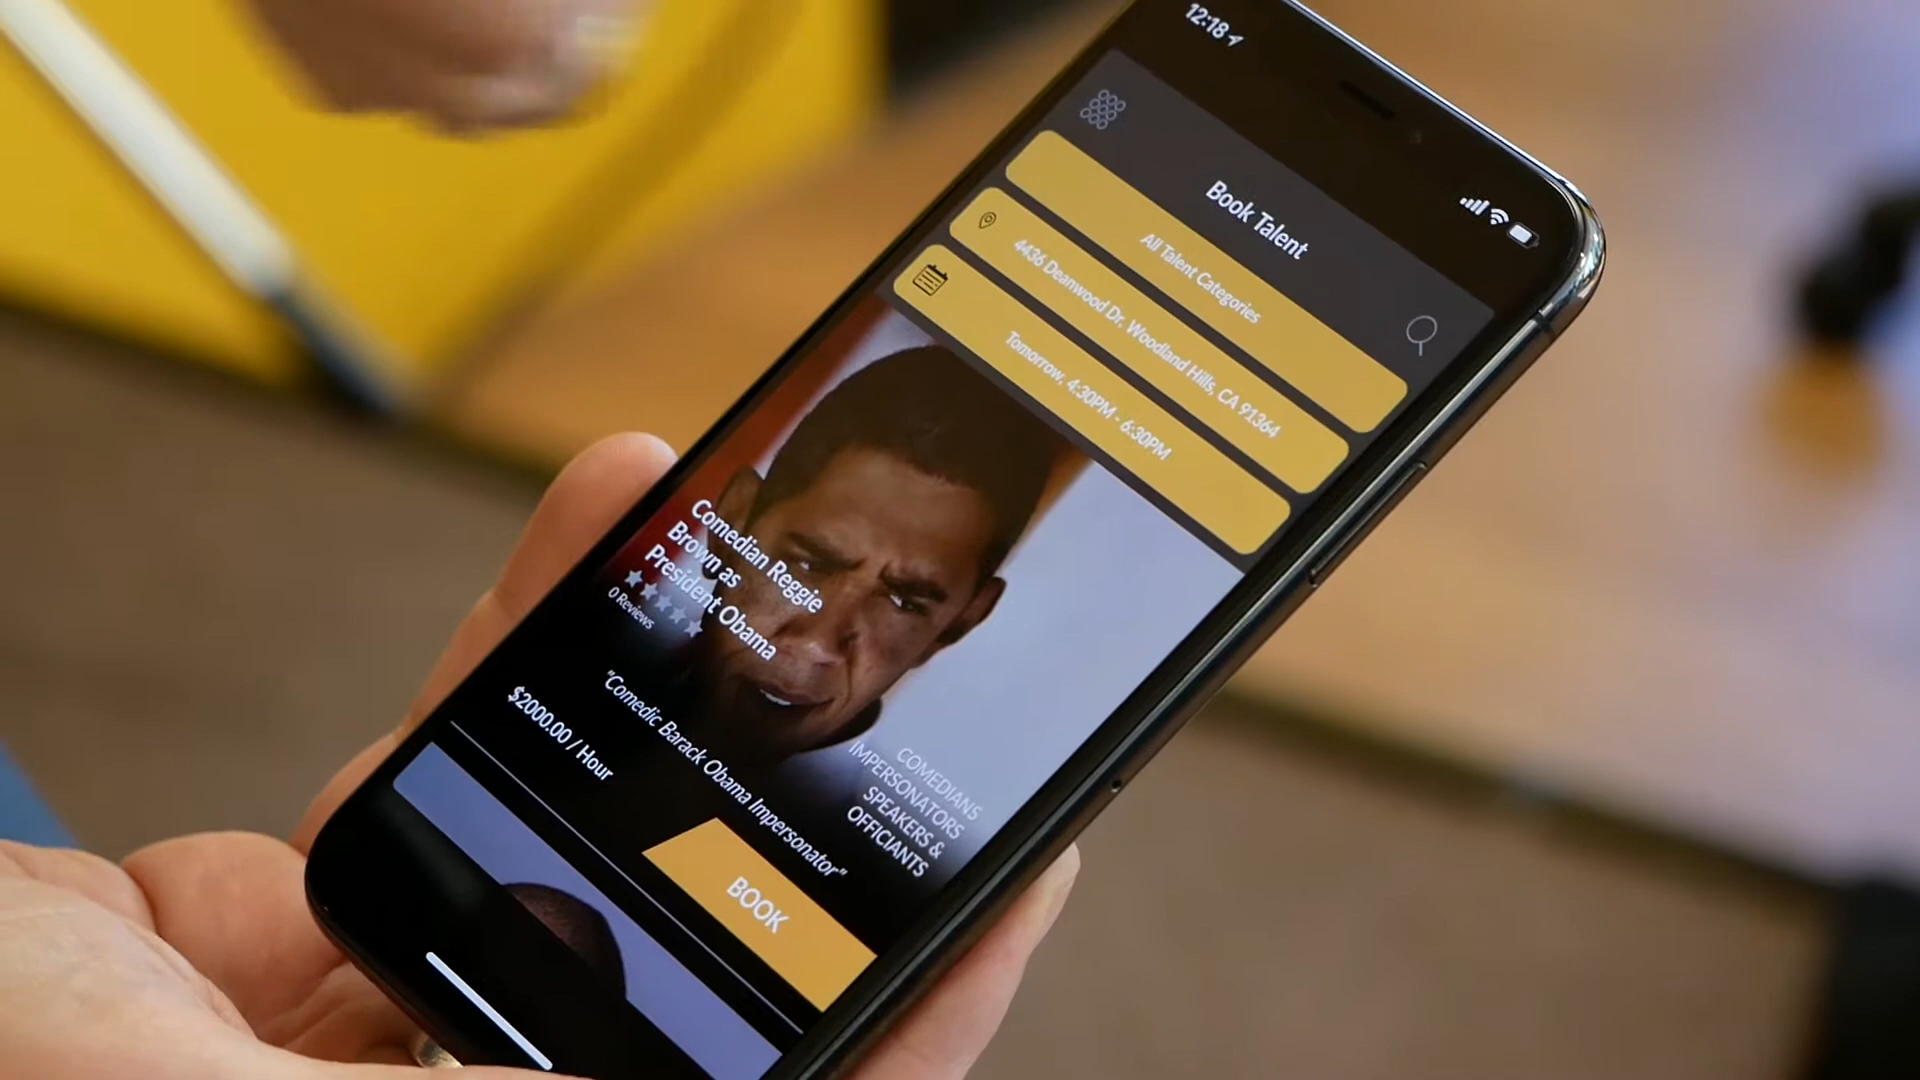 12:18
Book Talent
All Talent Categories
4436 Deanwood Dr, Woodland Hills, CA 91364
Tomorrow, 4:30PM - 6:30PM
Comedian Reggie
Brown as
President Obama
0 Reviews
"Comedic Barack Obama Impersonator"
$2000.00 / Hour
COMEDIANS
IMPERSONATORS
SPEAKERS &
OFFICIANTS
BOOK